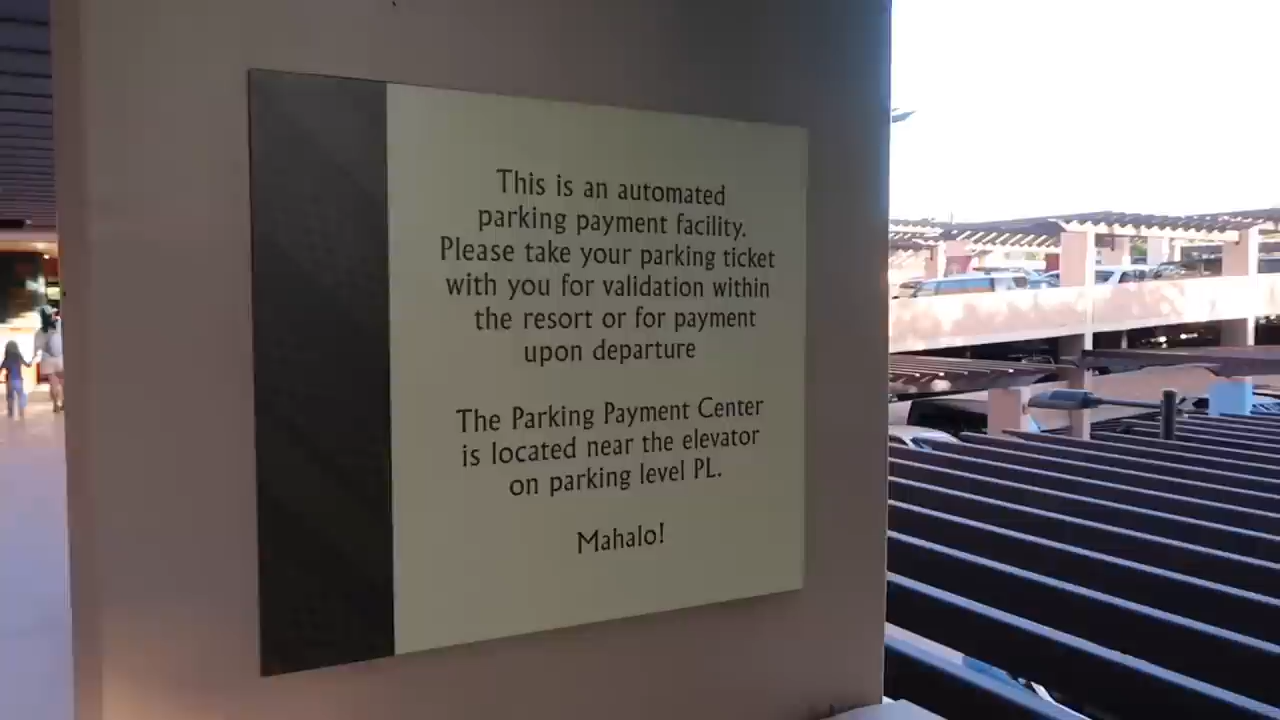 This is an automated
parking payment facility.
Please take your parking ticket
with you for validation within
the resort or for payment
upon departure
The Parking Payment Center
is located near the elevator
on parking level PL.
Mahalo!